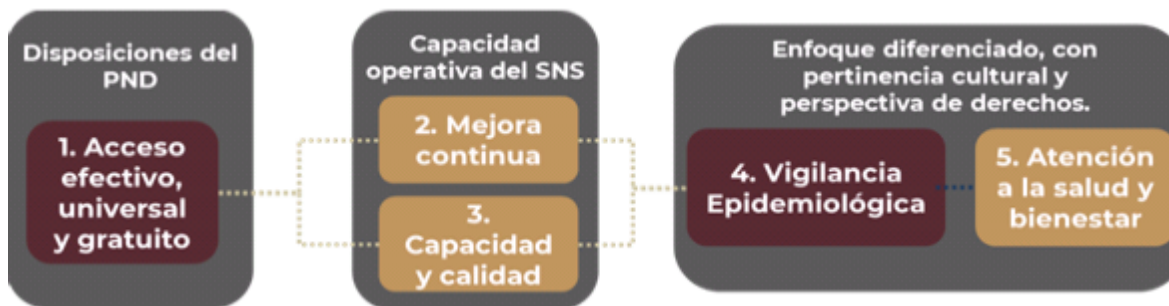 Disposiciones del
PND
1. Acceso
efectivo,
universal
y gratuito
Capacidad
operativa del SNS
2. Mejora
continua
3.
Capacidad
y calidad
Enfoque diferenciado, con
pertinencia cultural y
perspectiva de derechos.
4. Vigilancia
Epidemiológica
5. Atención
a la salud y
bienestar